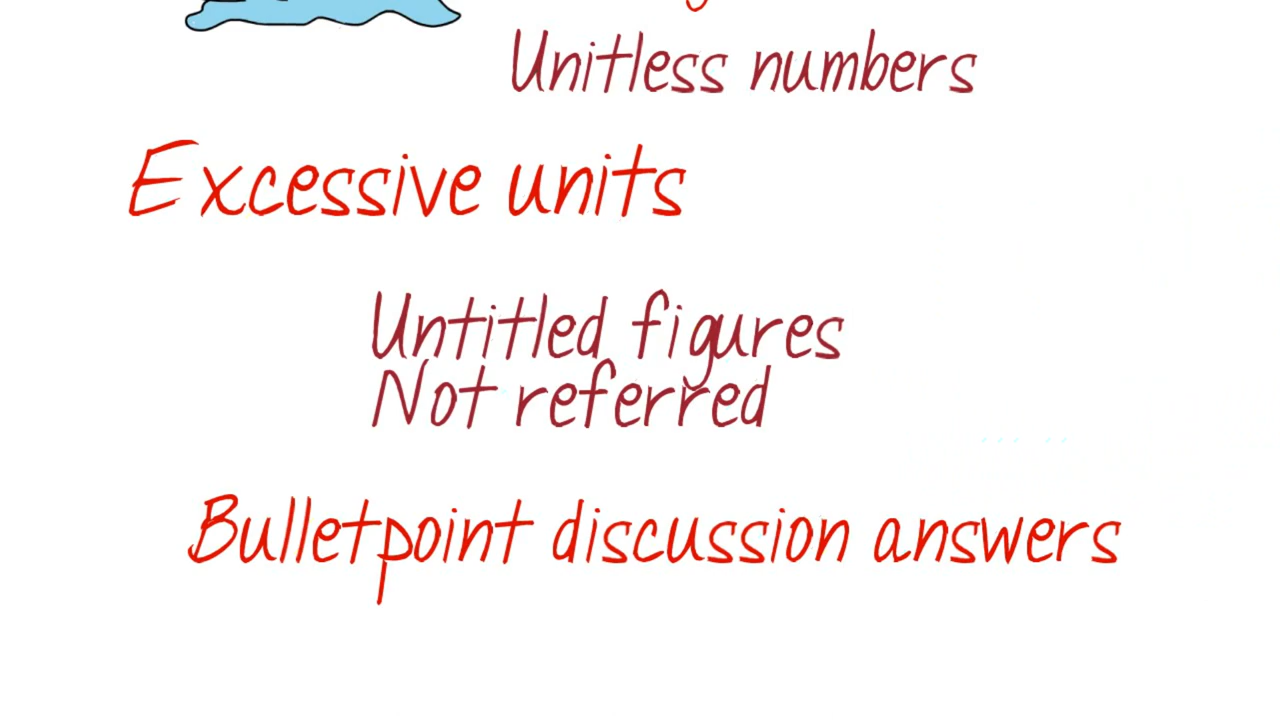 Unitless numbers
Excessive units
Untitled figures
Not referred
Bulletpoint discussion answers